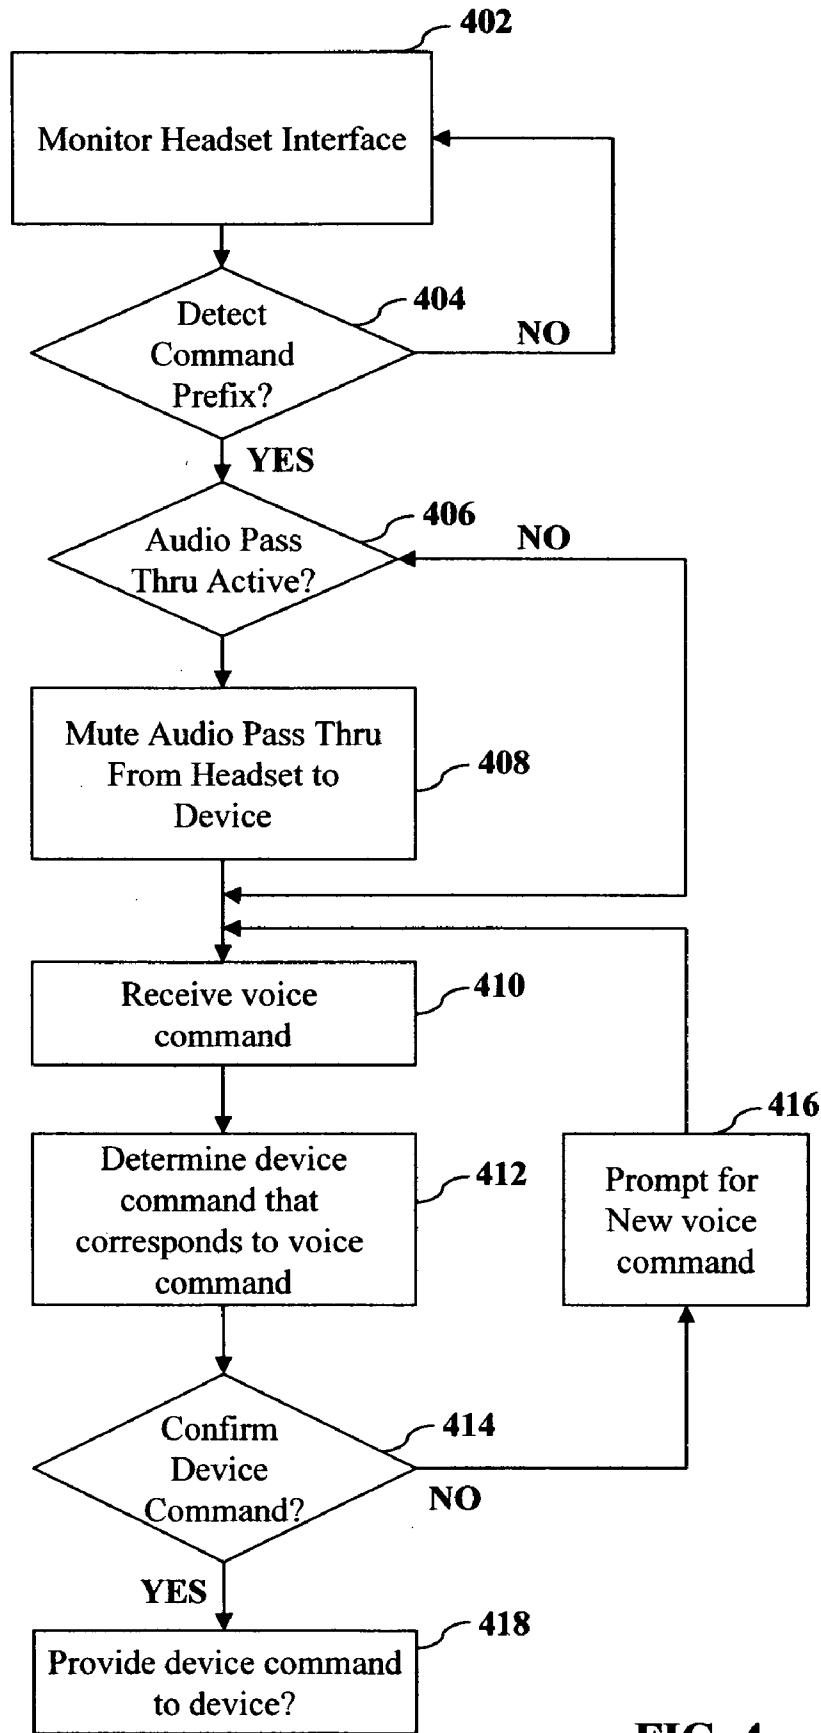 402
Monitor Headset Interface
404
Detect
Command
Prefix?
NO
YES
406
Audio Pass
Thru Active?
NO
Mute Audio Pass Thru
From Headset to
Device
408
Receive voice
command
410
Determine device
command that
corresponds to voice
command
412
416
Prompt for
New voice
command
Confirm
Device
Command?
414
NO
YES
418
Provide device command
to device?
FIG. 4